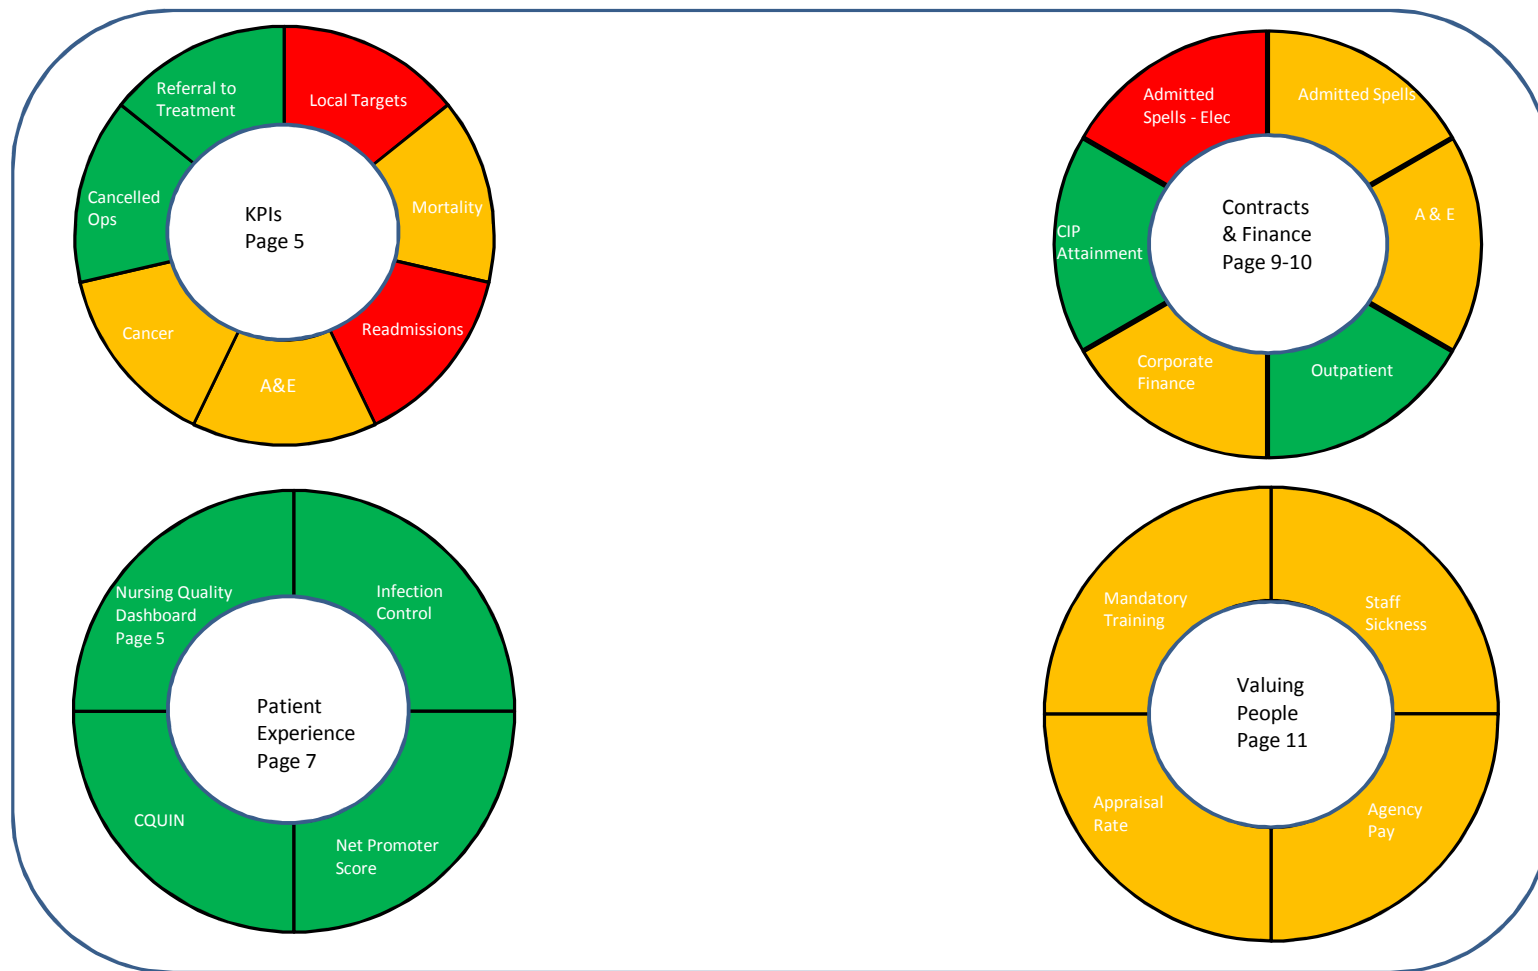 Referral to
Treatment
Local Targets
Cancelled
Ops
KPIs
Page 5
Mortality
Cancer
A&E
Readmissions
Admitted
Spells - Elec
Admitted Spells
CIP
Attainment
Contracts
& Finance
Page 9-10
A & E
Corporate
Finance
Outpatient
Nursing Quality
Dashboard
Page 5
Infection
Control
Patient
Experience
Page 7
CQUIN
Net Promoter
Score
Mandatory
Training
Staff
Sickness
Valuing
People
Page 11
Appraisal
Rate
Agency
Pay